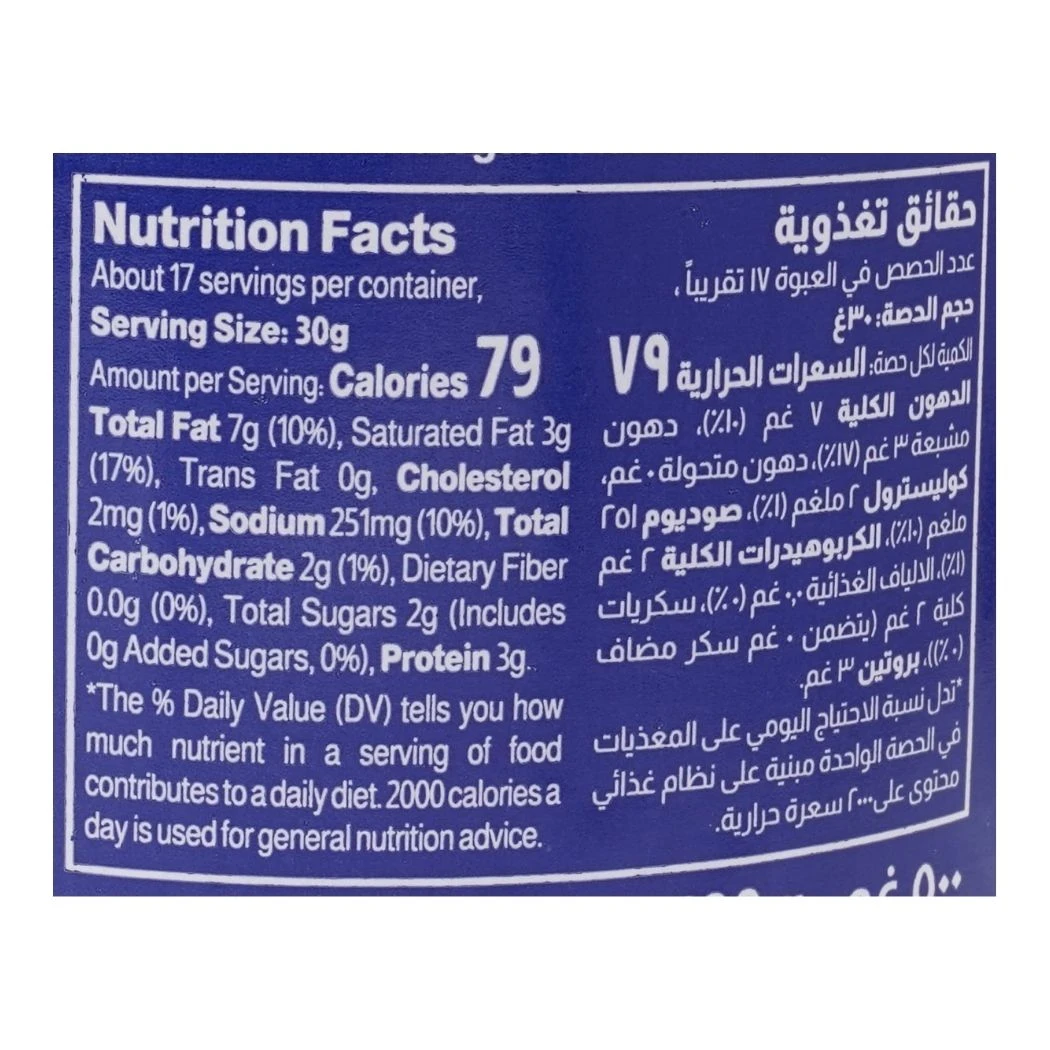 Nutrition Facts
About 17 servings per container,
Serving Size: 30g
Amount per Serving: Calories 79
Total Fat 7g (10%), Saturated Fat 3g
(17%), Trans Fat 0g, Cholesterol
2mg (1%), Sodium 251mg (10%), Total
Carbohydrate 2g (1%), Dietary Fiber
0.0g (0%), Total Sugars 2g (Includes
0g Added Sugars, 0%), Protein 3g.
*The % Daily Value (DV) tells you how
much nutrient in a serving of food
contributes to a daily diet. 2000 calories a
day is used for general nutrition advice.
حقائق تغذوية
عدد الحصص في العبوة ١٧ تقريباً،
حجم الحصة: ٣٠غ
الكمية لكل حصة: السعرات الحرارية ٧٩
الدهون الكلية ٧ غم (١٠٪)، دهون
مشبعة ٣ غم (١٧٪)، دهون متحولة ٠ غم،
كوليسترول ٢ ملغم (١٪)، صوديوم ٢٥١
ملغم (١٠٪)، الكربوهيدرات الكلية ٢ غم
(١٪)، الالياف الغذائية ٠,٠ غم (٠٪)، سكريات
كلية ٢ غم (يتضمن ٠ غم سكر مضاف
(٠٪))، بروتين ٣ غم.
*تدل نسبة الاحتياج اليومي على المغذيات
في الحصة الواحدة مبنية على نظام غذائي
محتوى على ٢٠٠٠ سعرة حرارية.
٥٠٠